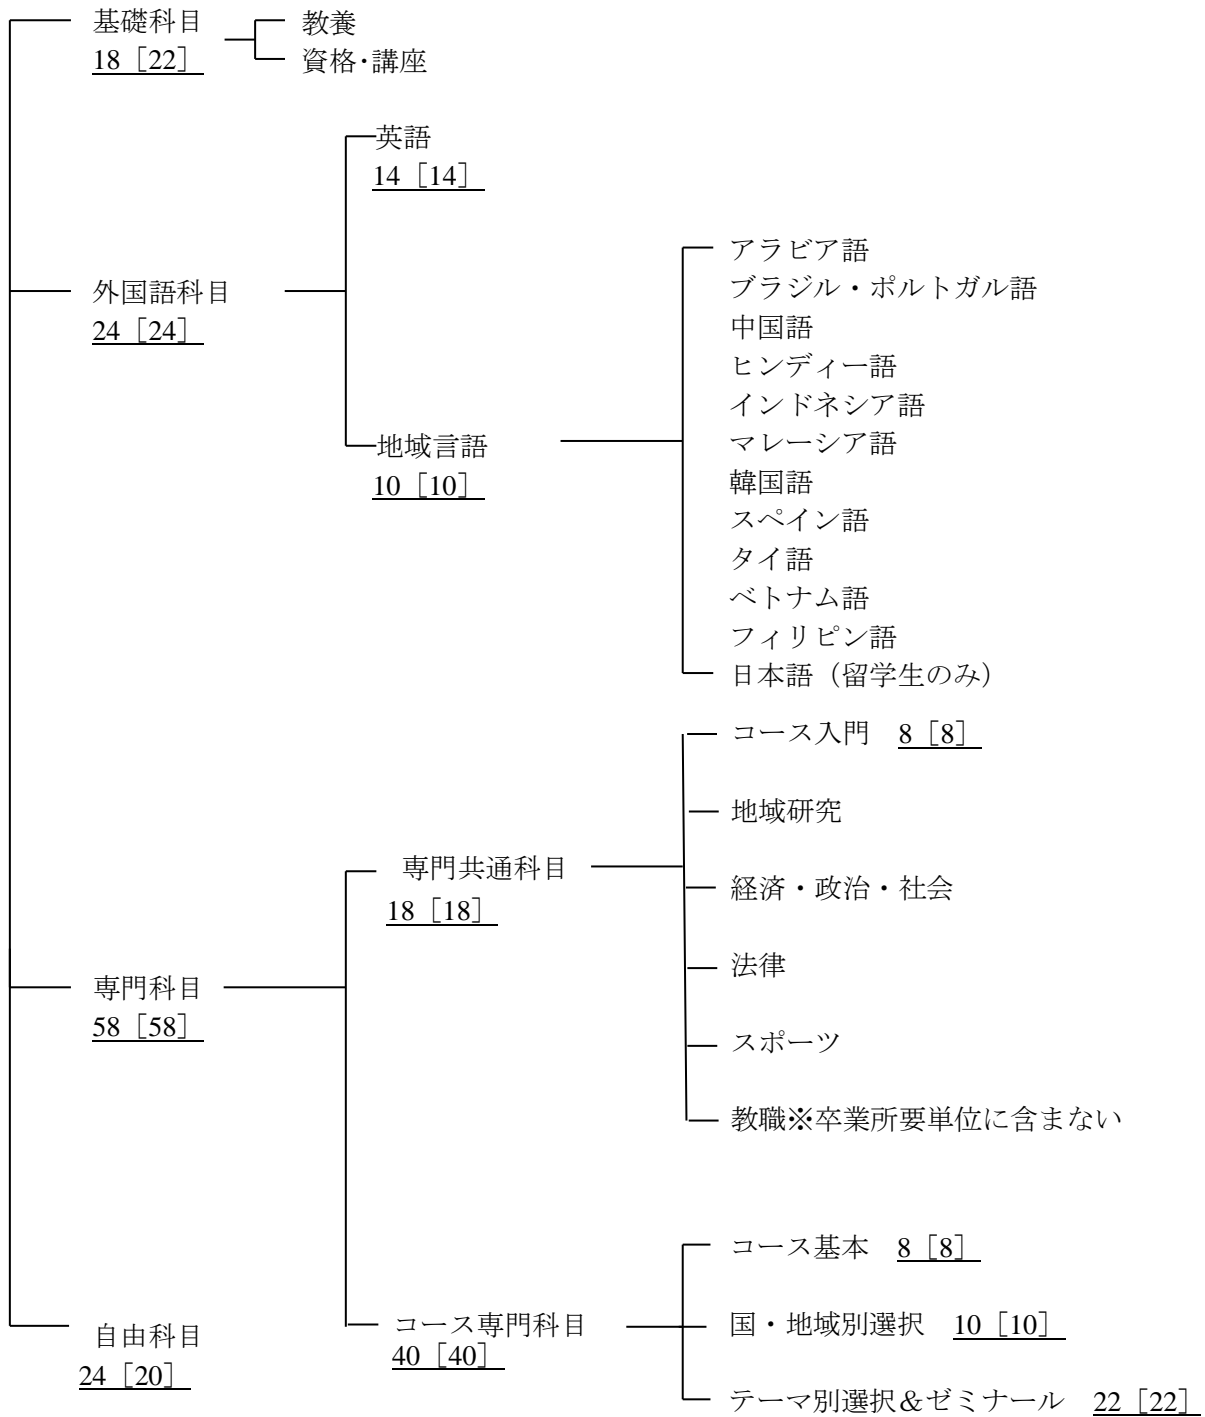 基礎科目
18［22］
教養
資格・講座
英語
14［14］
外国語科目
24［24］
地域言語
10［10］
アラビア語
ブラジル・ポルトガル語
中国語
ヒンディー語
インドネシア語
マレーシア語
韓国語
スペイン語
タイ語
ベトナム語
フィリピン語
日本語（留学生のみ）
専門科目
58［58］
専門共通科目
18［18］
コース入門　8［8］
地域研究
経済・政治・社会
法律
スポーツ
教職※卒業所要単位に含まない
コース専門科目
40［40］
コース基本　8［8］
国・地域別選択　10［10］
テーマ別選択＆ゼミナール　22［22］
自由科目
24［20］